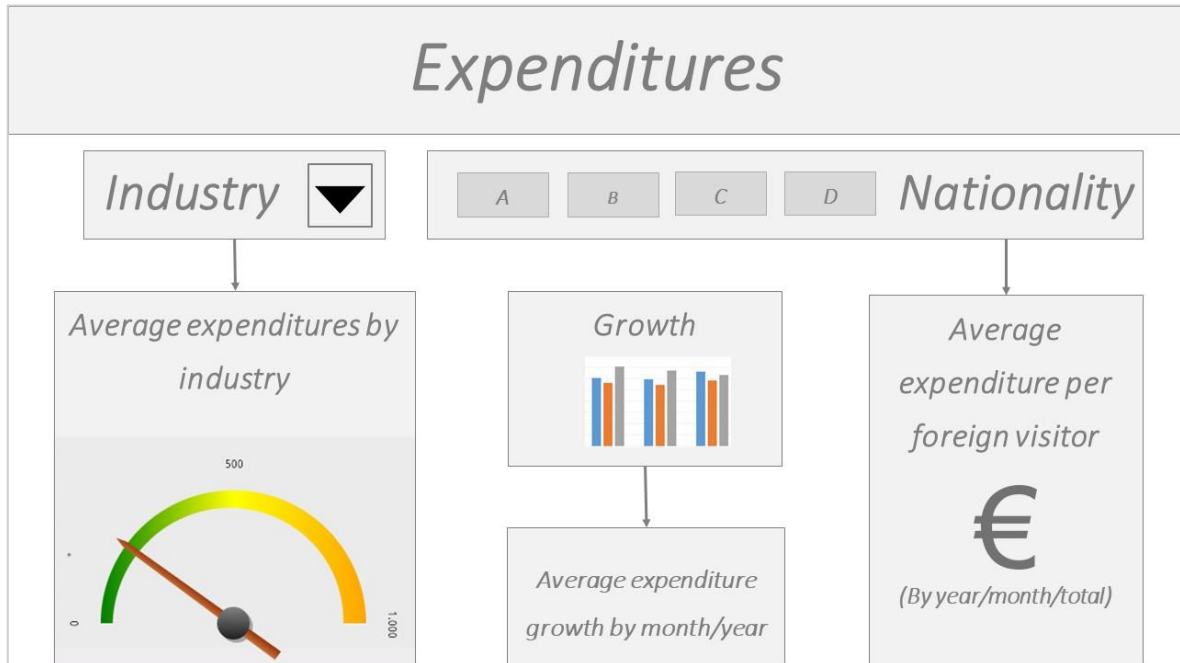 Expenditures
Industry
A B C D Nationality
Average expenditures by
industry
500
0
1.000
Growth
Average expenditure
growth by month/year
Average
expenditure per
foreign visitor
€
(By year/month/total)